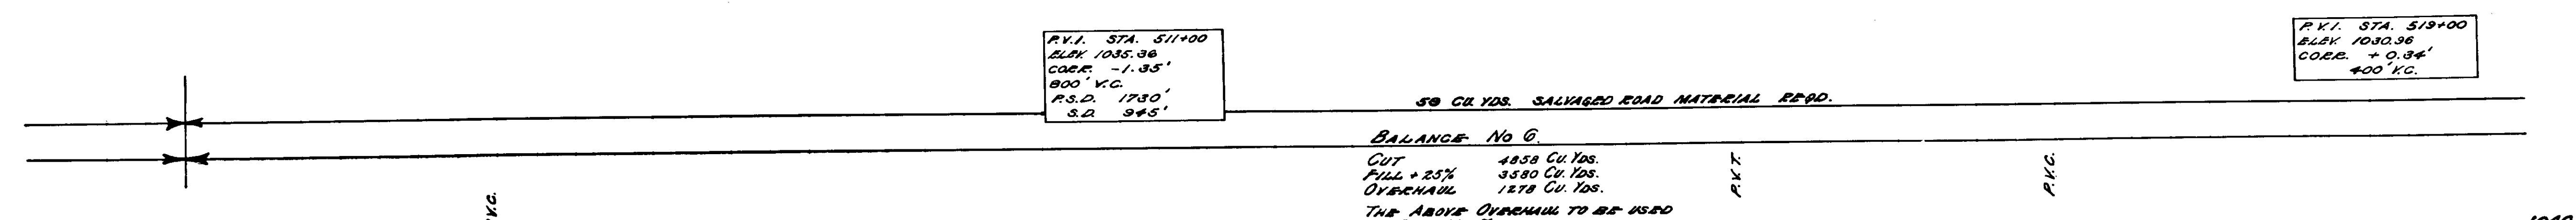 P.V.I. STA. 511+00
ELEV. 1035.36
CORR. -1.35'
800' V.C.
P.S.D. 1730'
S.D. 945'
P.V.I. STA. 519+00
ELEV. 1030.96
CORR. + 0.34'
400' V.C.
50 CU. YDS. SALVAGED ROAD MATERIAL REQD.
BALANCE No 6.
CUT 4858 CU. YDS.
FILL + 25% 3580 CU. YDS.
OVERHAUL 1278 CU. YDS.
THE ABOVE OVERHAUL TO BE USED
P.V.T.
P.V.C.
V.C.